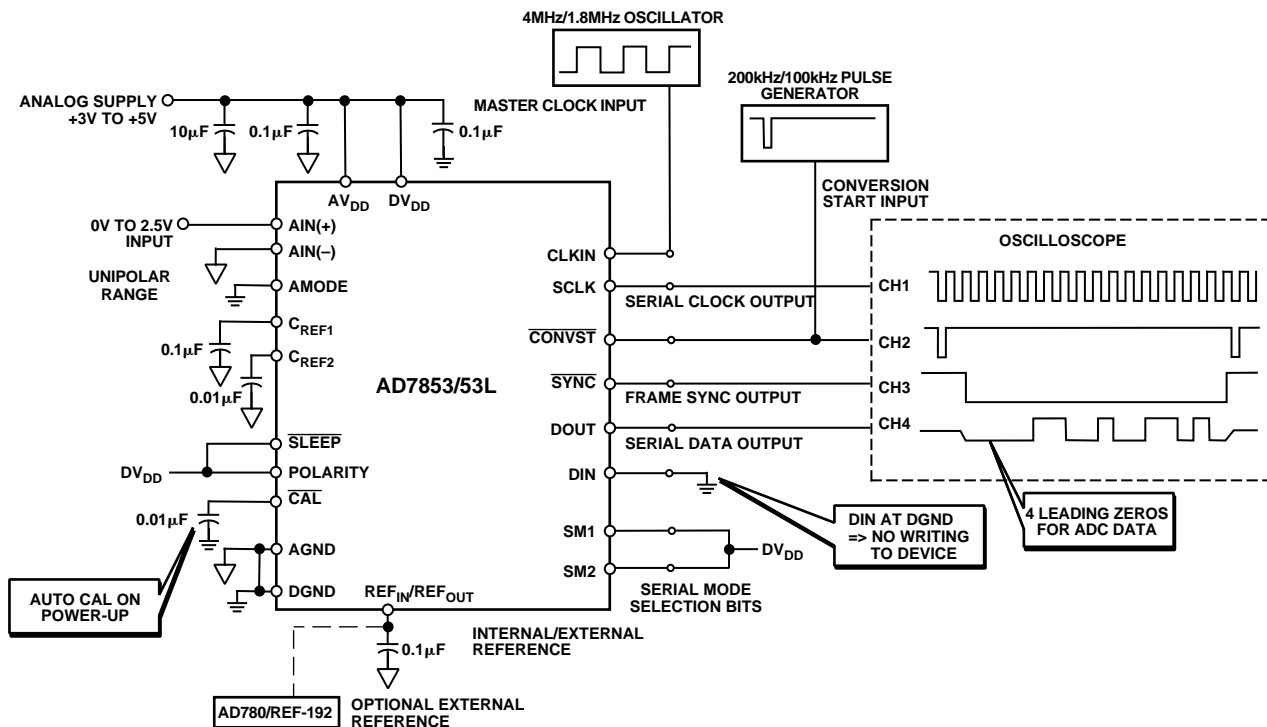 4MHz/1.8MHz OSCILLATOR
MASTER CLOCK INPUT
200kHz/100kHz PULSE
GENERATOR
CONVERSION
START INPUT
ANALOG SUPPLY
+3V TO +5V
10μF
0.1μF
0.1μF
AVDD
DVDD
0V TO 2.5V
INPUT
AIN(+)
AIN(–)
UNIPOLAR
RANGE
AMODE
CREF1
0.1μF
CREF2
0.01μF
AD7853/53L
SLEEP
DVDD
POLARITY
CAL
0.01μF
AGND
DGND
AUTO CAL ON
POWER-UP
REFIN/REFOUT
0.1μF
INTERNAL/EXTERNAL
REFERENCE
AD780/REF-192
OPTIONAL EXTERNAL
REFERENCE
CLKIN
SCLK
SERIAL CLOCK OUTPUT
CONVST
SYNC
FRAME SYNC OUTPUT
DOUT
SERIAL DATA OUTPUT
DIN
SM1
SM2
DVDD
SERIAL MODE
SELECTION BITS
DIN AT DGND
=> NO WRITING
TO DEVICE
OSCILLOSCOPE
CH1
CH2
CH3
CH4
4 LEADING ZEROS
FOR ADC DATA